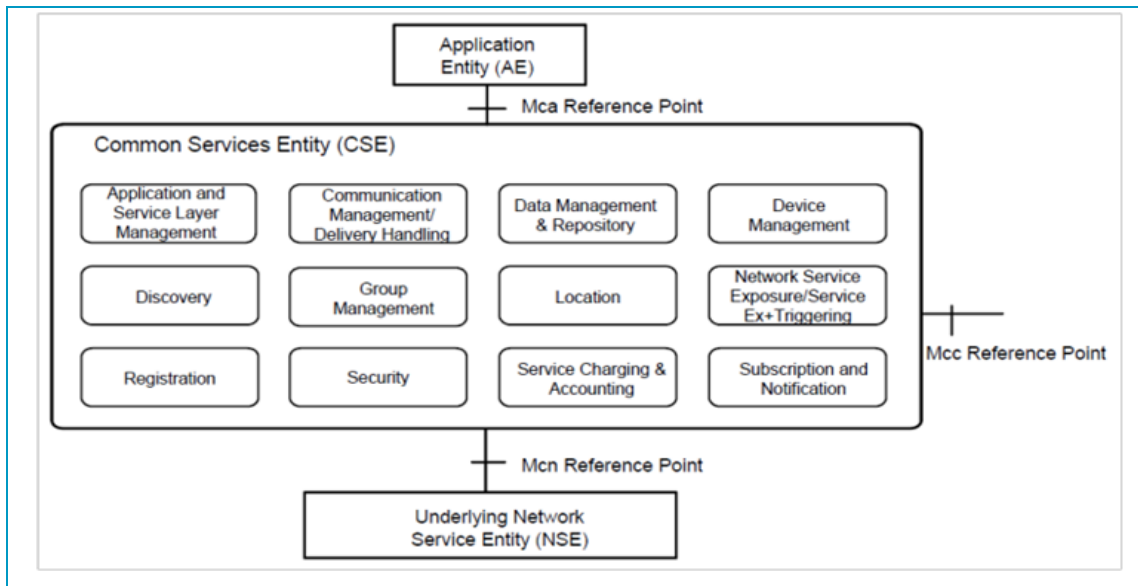 Application
Entity (AE)
Mca Reference Point
Common Services Entity (CSE)
Application and
Service Layer
Management
Communication
Management/
Delivery Handling
Data Management
& Repository
Device
Management
Discovery
Group
Management
Location
Network Service
Exposure/Service
Ex+Triggering
Mcc Reference Point
Registration
Security
Service Charging &
Accounting
Subscription and
Notification
Mcn Reference Point
Underlying Network
Service Entity (NSE)